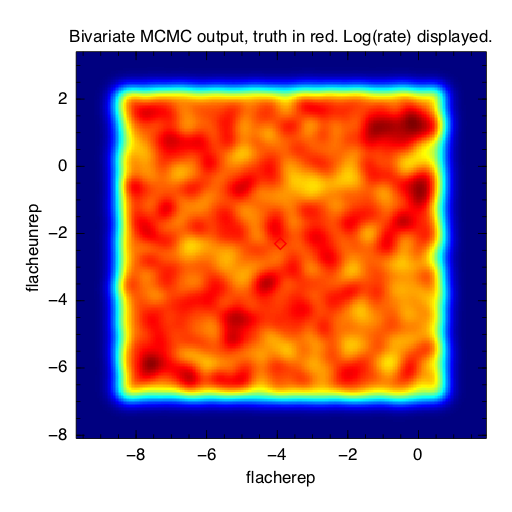 Bivariate MCMC output, truth in red. Log(rate) displayed.
2
0
−2
−4
−6
−8
flacheunrep
−8 −6 −4 −2 0
flacherep